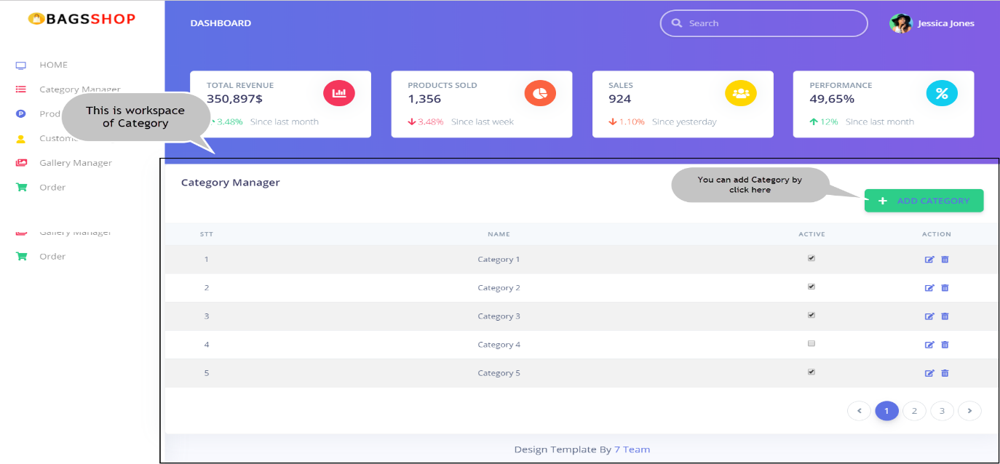 BAGSSHOP
DASHBOARD
Search
Jessica Jones
HOME
Category Manager
Gallery Manager
Order
Gallery Manager
Order
This is workspace
of Category
TOTAL REVENUE
350,897$
3.48% Since last month
PRODUCTS SOLD
1,356
3.48% Since last week
SALES
924
1.10% Since yesterday
PERFORMANCE
49,65%
12% Since last month
Category Manager
You can add Category by
click here
ADD CATEGORY
STT NAME ACTIVE ACTION
1 Category 1
2 Category 2
3 Category 3
4 Category 4
5 Category 5
< 1 2 3 >
Design Template By 7 Team